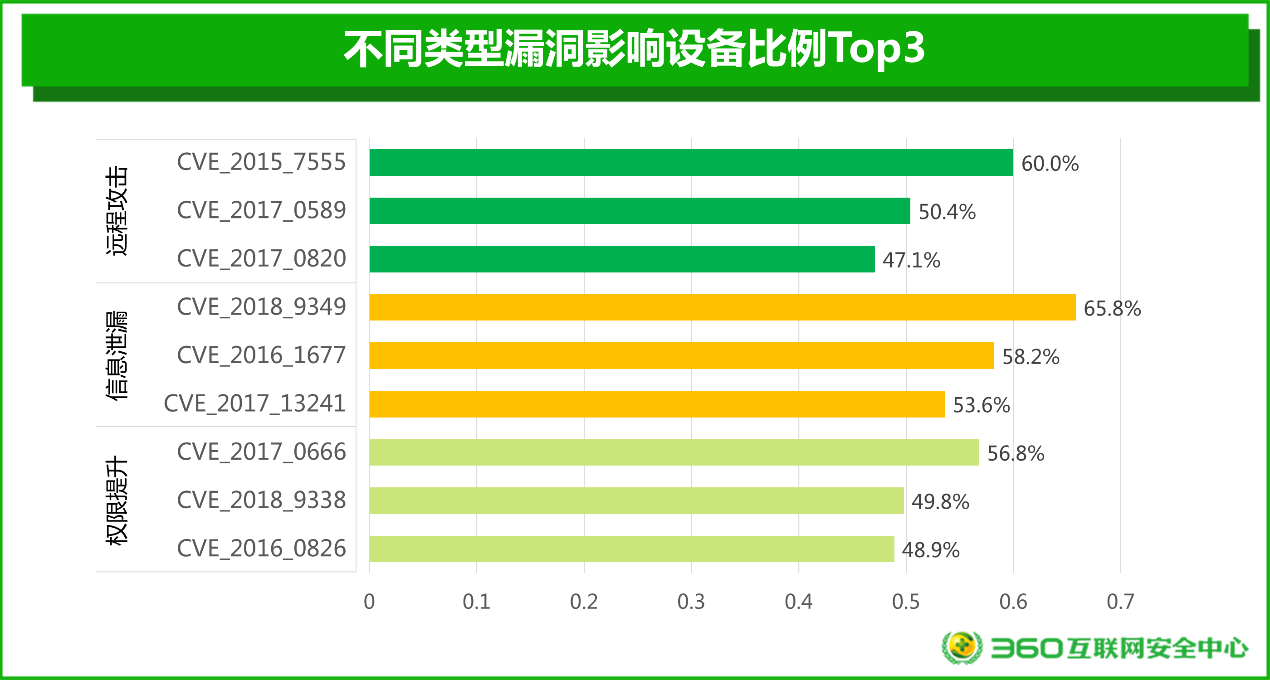 不同类型漏洞影响设备比例Top3
远程攻击
CVE_2015_7555 60.0%
CVE_2017_0589 50.4%
CVE_2017_0820 47.1%
信息泄漏
CVE_2018_9349 65.8%
CVE_2016_1677 58.2%
CVE_2017_13241 53.6%
权限提升
CVE_2017_0666 56.8%
CVE_2018_9338 49.8%
CVE_2016_0826 48.9%
0 0.1 0.2 0.3 0.4 0.5 0.6 0.7
360互联网安全中心